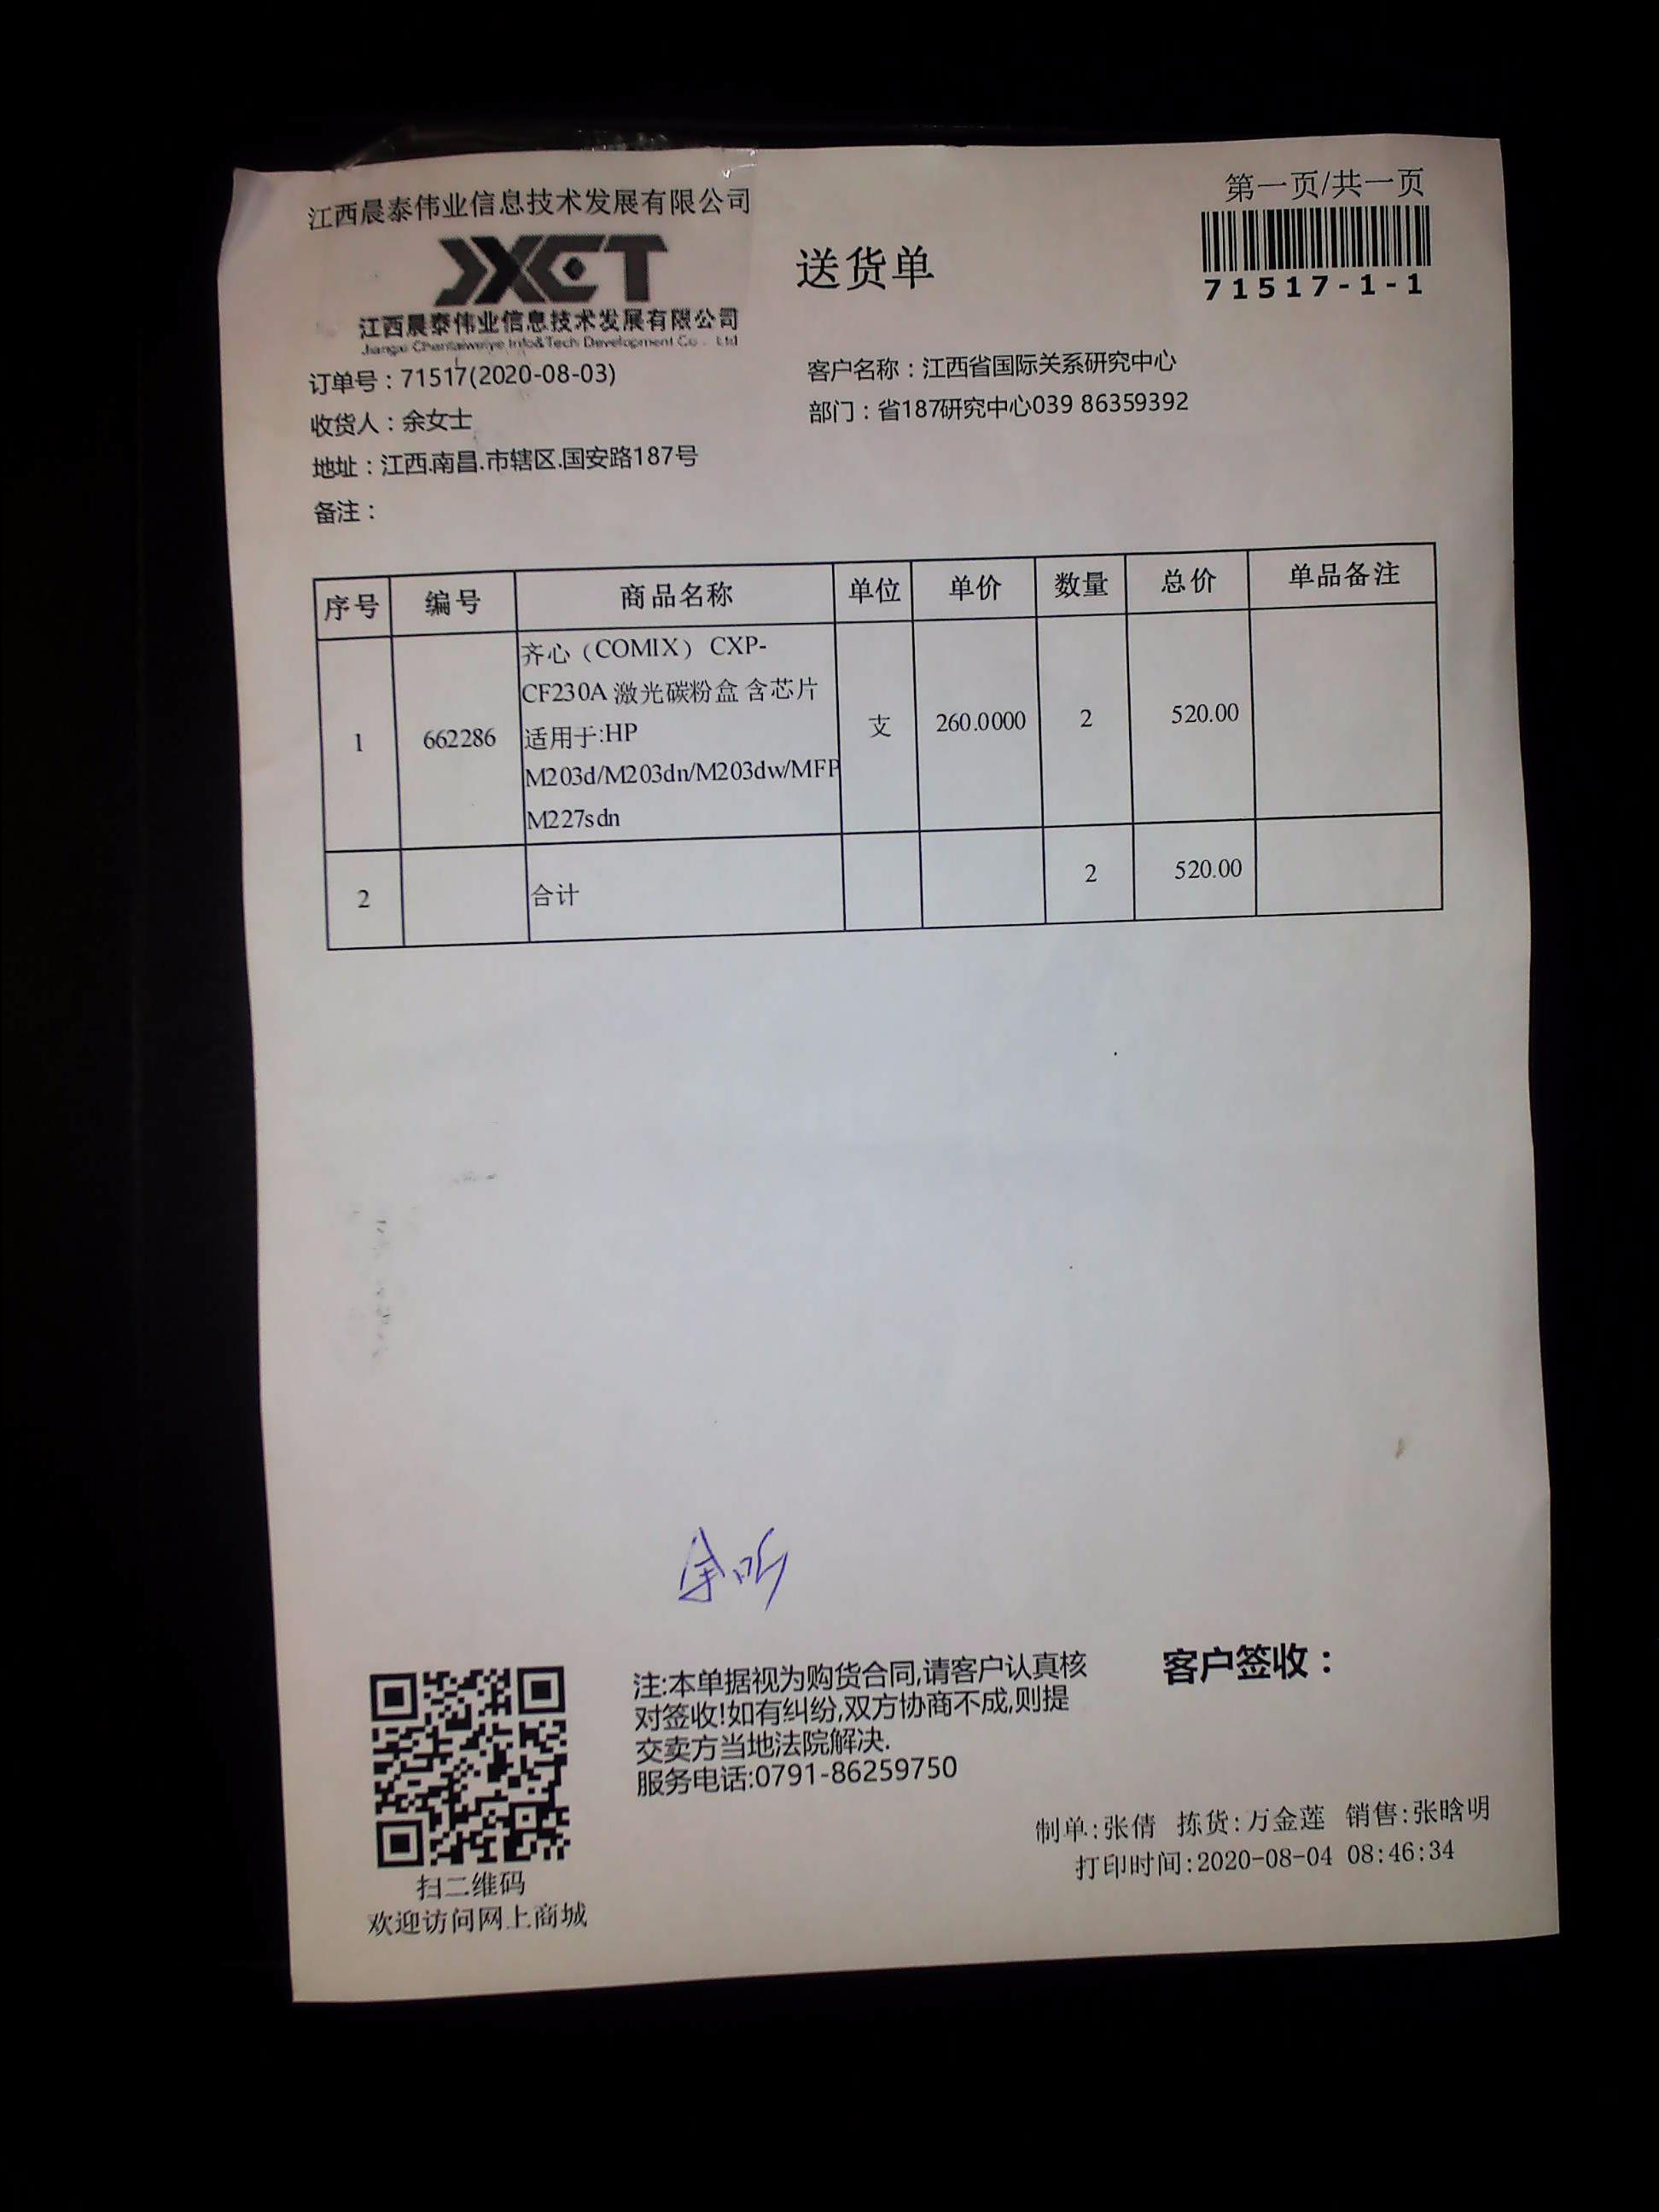 江西晨泰伟业信息技术发展有限公司
第一页/共一页
JXCT
送货单
71517-1-1
江西晨泰伟业信息技术发展有限公司
Jiangxi Chentaiweiye Info&Tech Development Co., Ltd
订单号：71517(2020-08-03)
客户名称：江西省国际关系研究中心
收货人：余女士
部门：省187研究中心039 86359392
地址：江西.南昌.市辖区.国安路187号
备注：
序号 编号 商品名称 单位 单价 数量 总价 单品备注
齐心（COMIX） CXP-
CF230A 激光碳粉盒 含芯片
1 662286 适用于:HP 支 260.0000 2 520.00
M203d/M203dn/M203dw/MFP
M227sdn
2 合计 2 520.00
注:本单据视为购货合同,请客户认真核
对签收!如有纠纷,双方协商不成,则提
交卖方当地法院解决.
服务电话:0791-86259750
客户签收：
制单:张倩 拣货:万金莲 销售:张晗明
打印时间:2020-08-04 08:46:34
扫二维码
欢迎访问网上商城